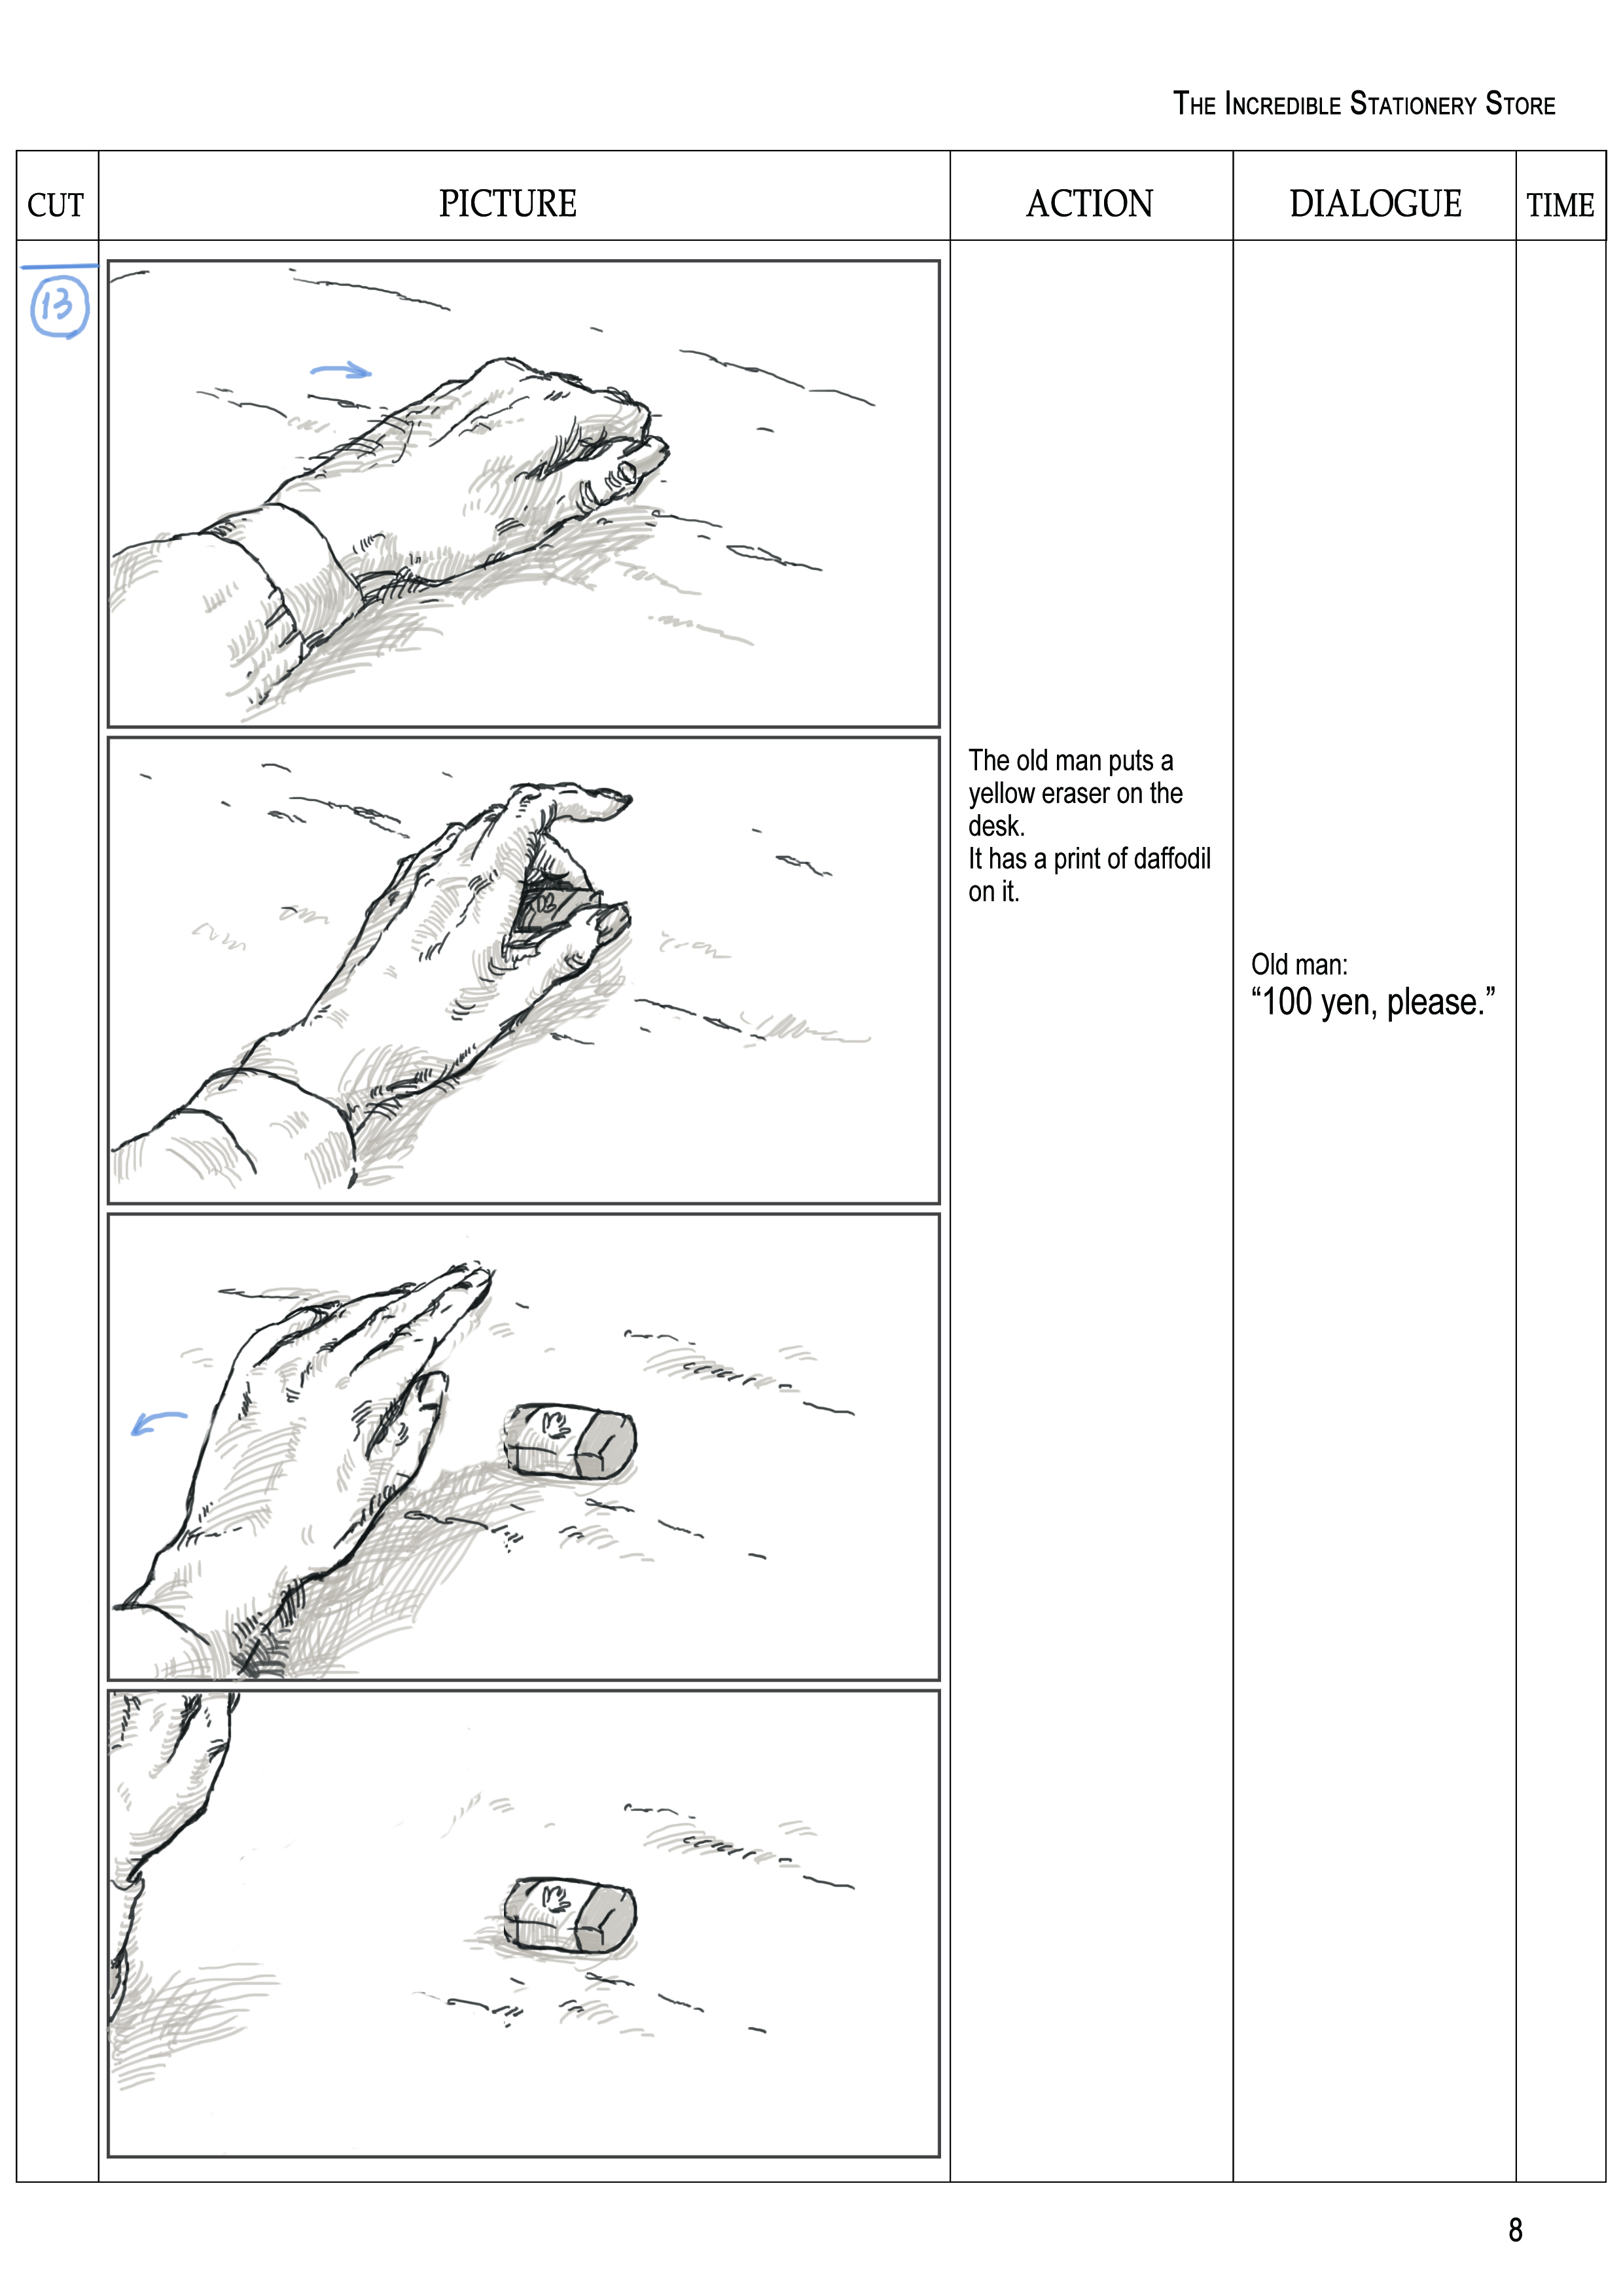 THE INCREDIBLE STATIONERY STORE
CUT
PICTURE
ACTION
DIALOGUE
TIME
13
The old man puts a
yellow eraser on the
desk.
It has a print of daffodil
on it.
Old man:
“100 yen, please.”
8